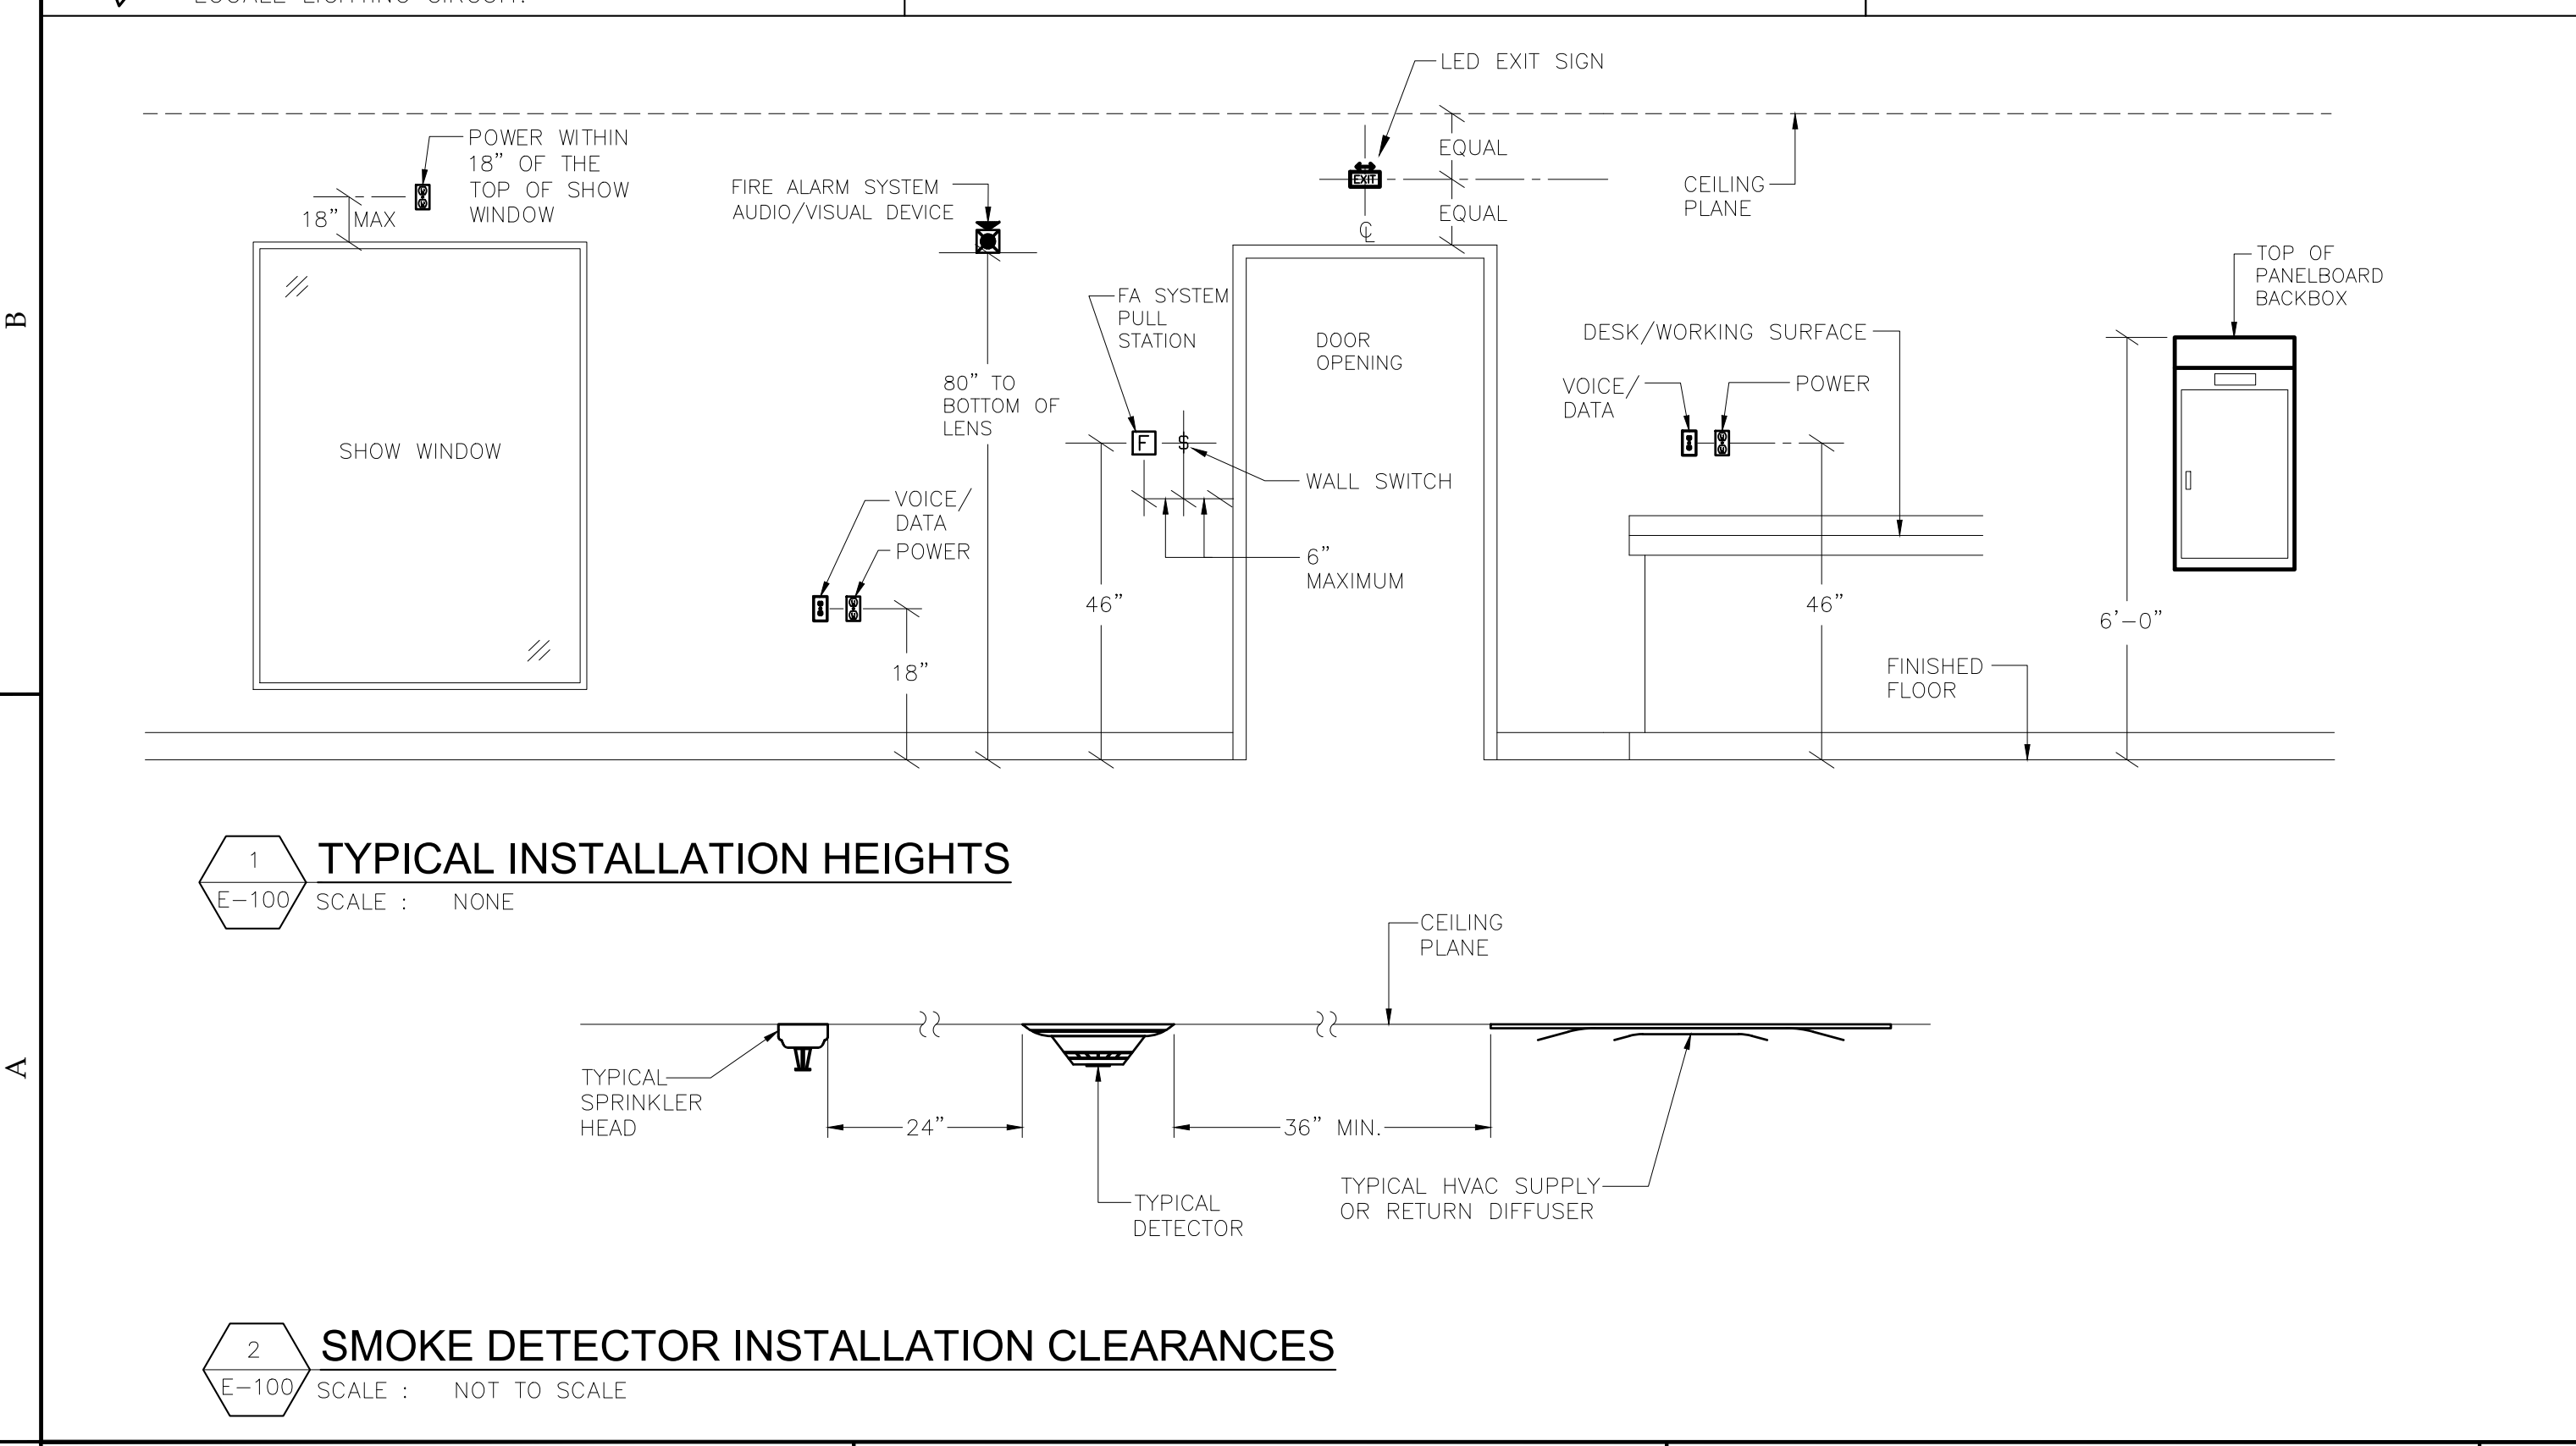 LED EXIT SIGN
POWER WITHIN
18” OF THE
TOP OF SHOW
WINDOW
18” MAX
FIRE ALARM SYSTEM
AUDIO/VISUAL DEVICE
EXIT
EQUAL
EQUAL
℄
CEILING
PLANE
TOP OF
PANELBOARD
BACKBOX
B
FA SYSTEM
PULL
STATION
DOOR
OPENING
DESK/WORKING SURFACE
80” TO
BOTTOM OF
LENS
VOICE/
DATA
POWER
SHOW WINDOW
F
S
WALL SWITCH
VOICE/
DATA
POWER
6”
MAXIMUM
46”
46”
6’-0”
18”
FINISHED
FLOOR
1
E-100
TYPICAL INSTALLATION HEIGHTS
SCALE : NONE
CEILING
PLANE
A
TYPICAL
SPRINKLER
HEAD
24”
36” MIN.
TYPICAL
DETECTOR
TYPICAL HVAC SUPPLY
OR RETURN DIFFUSER
2
E-100
SMOKE DETECTOR INSTALLATION CLEARANCES
SCALE : NOT TO SCALE